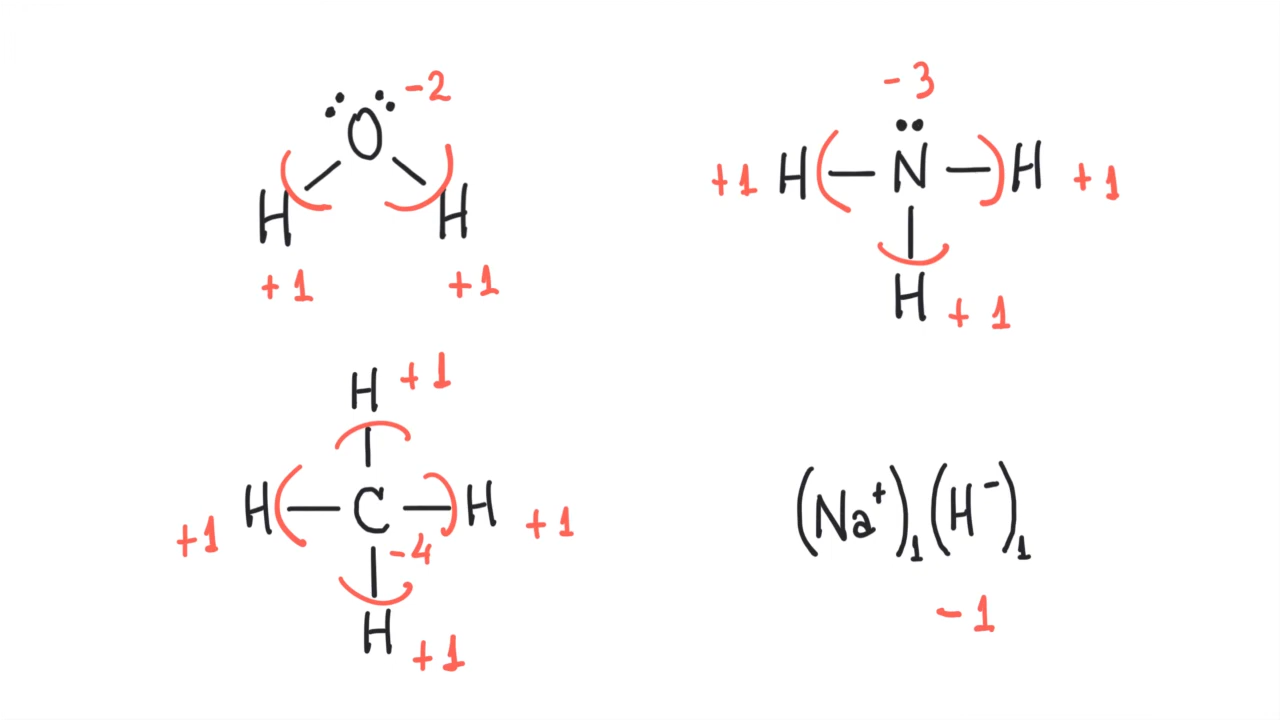 -2
O
H H
+1 +1
-3
+1 H N H +1
H +1
H +1
+1 H C H +1
-4
H +1
(Na⁺)₁(H⁻)₁
-1